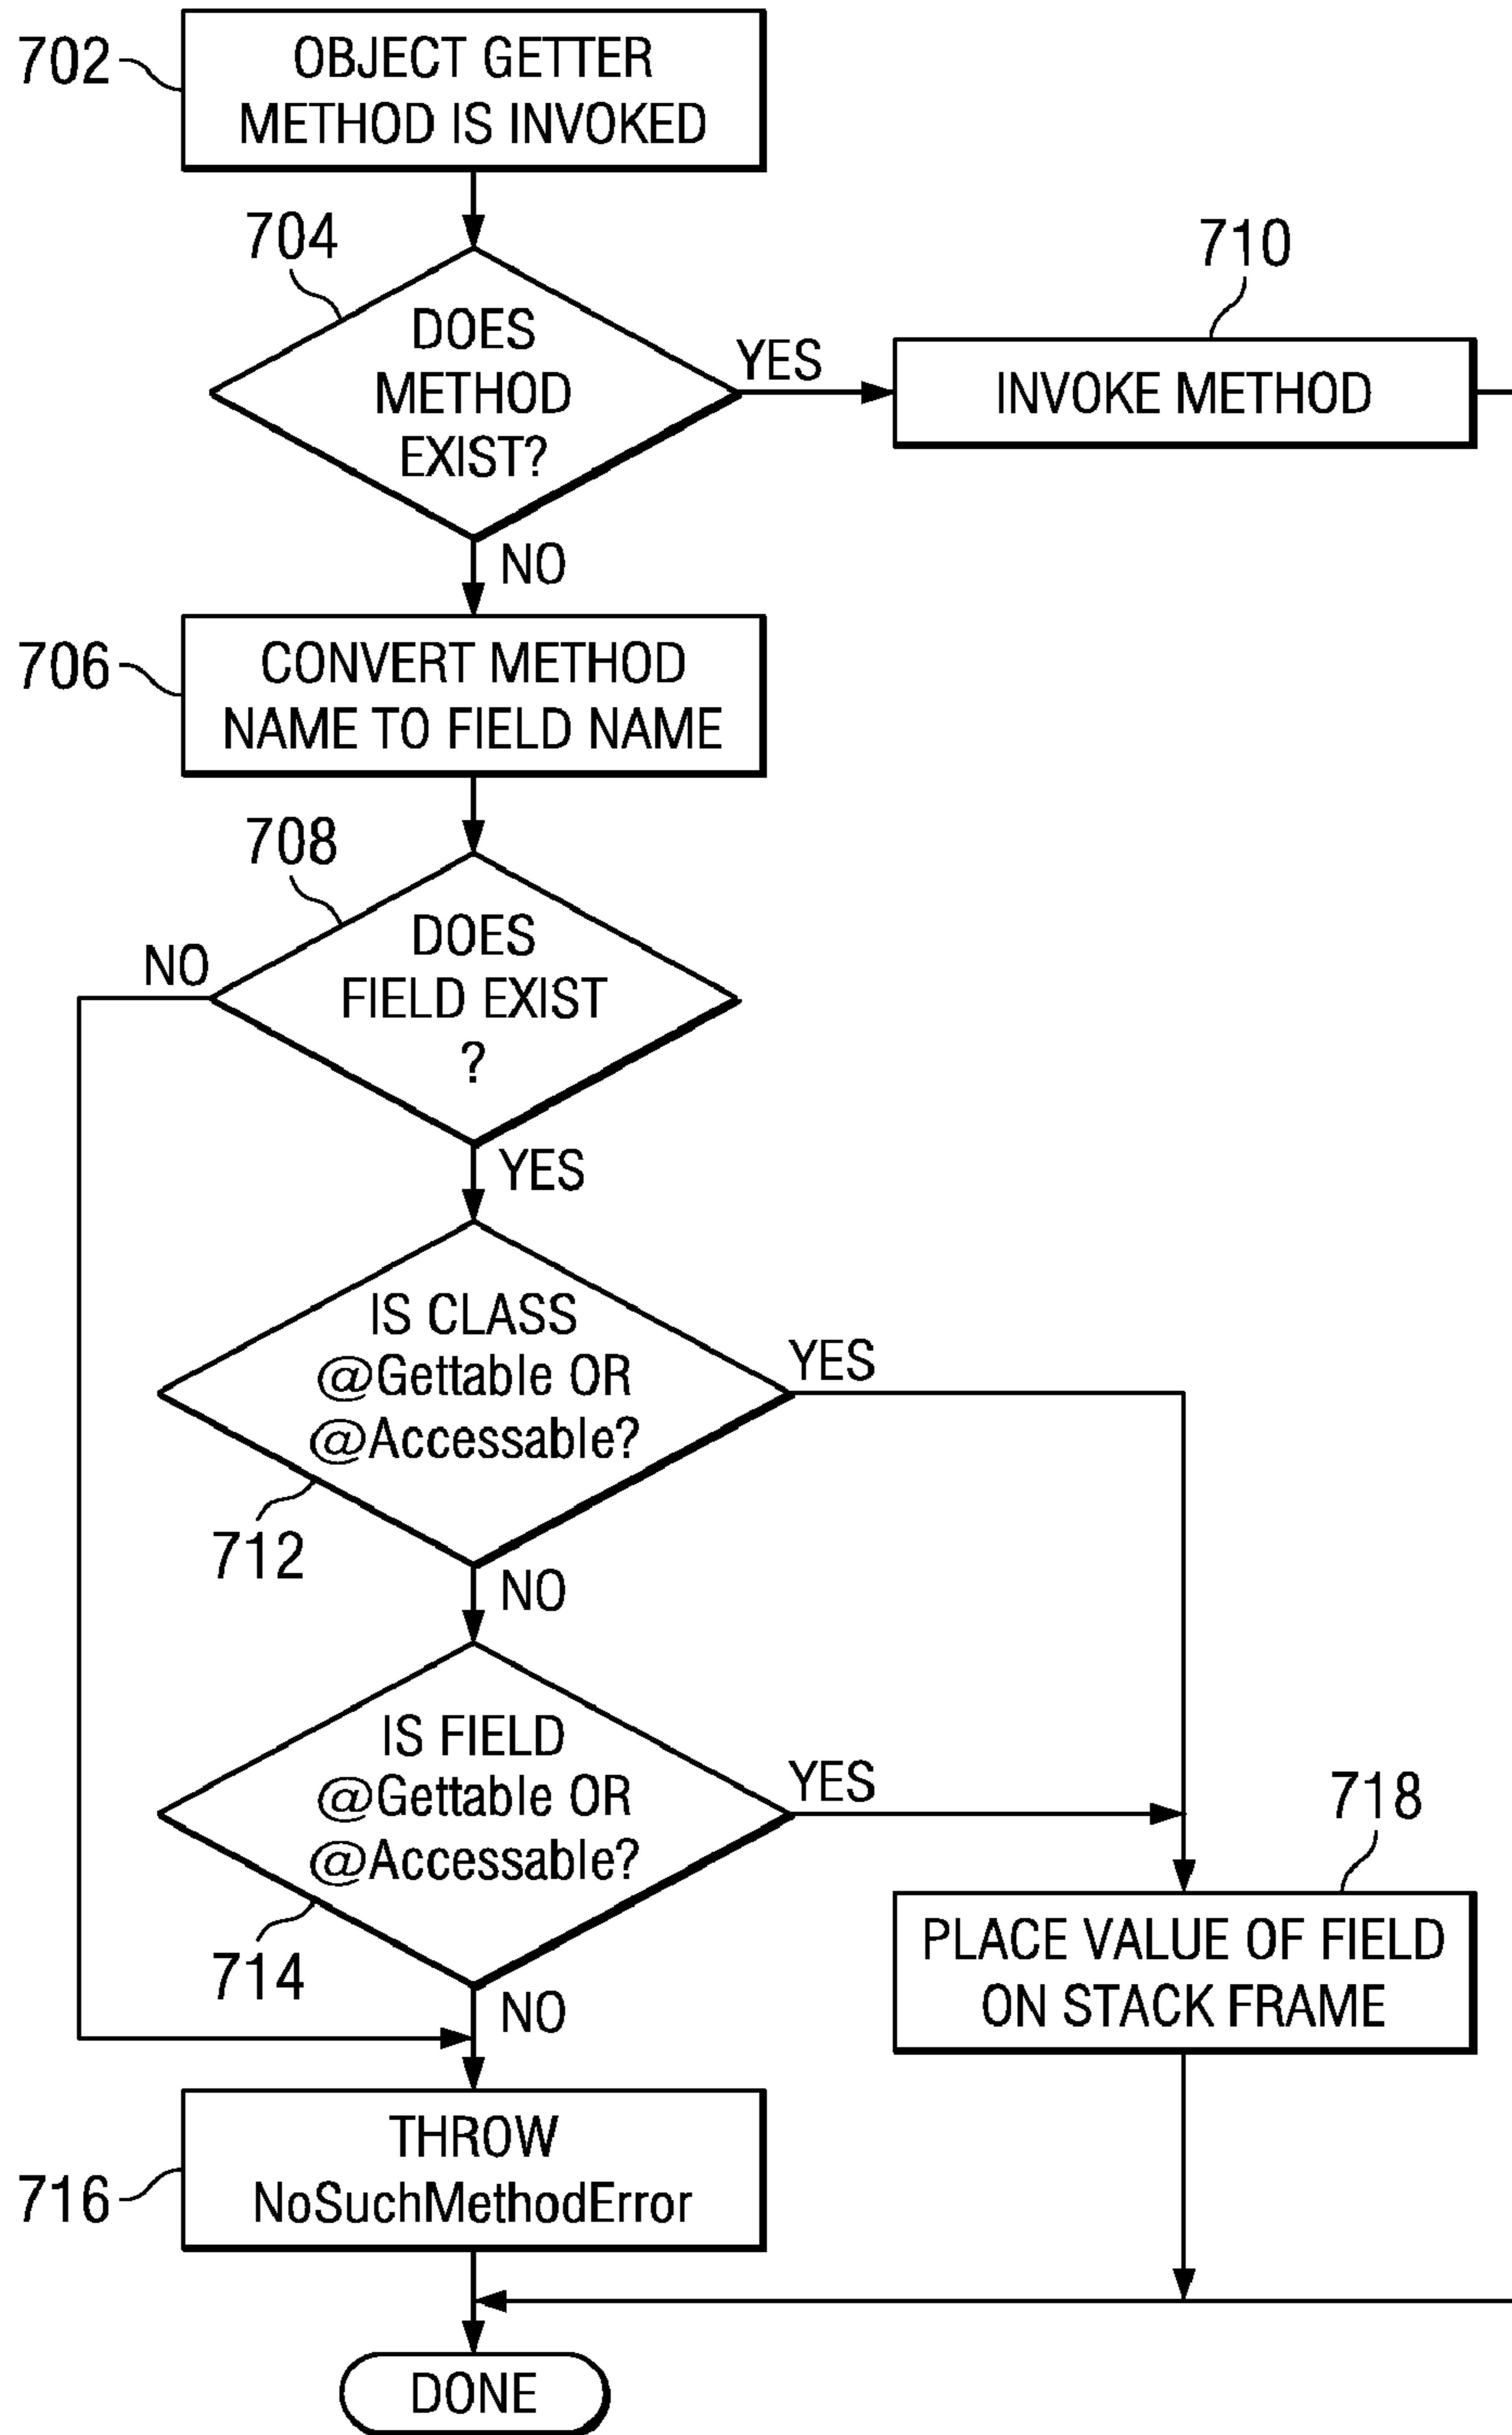 702
OBJECT GETTER
METHOD IS INVOKED
704
DOES
METHOD
EXIST?
YES
710
INVOKE METHOD
NO
706
CONVERT METHOD
NAME TO FIELD NAME
708
DOES
FIELD EXIST
?
NO
YES
IS CLASS
@Gettable OR
@Accessable?
YES
712
NO
IS FIELD
@Gettable OR
@Accessable?
YES
714
NO
718
PLACE VALUE OF FIELD
ON STACK FRAME
716
THROW
NoSuchMethodError
DONE